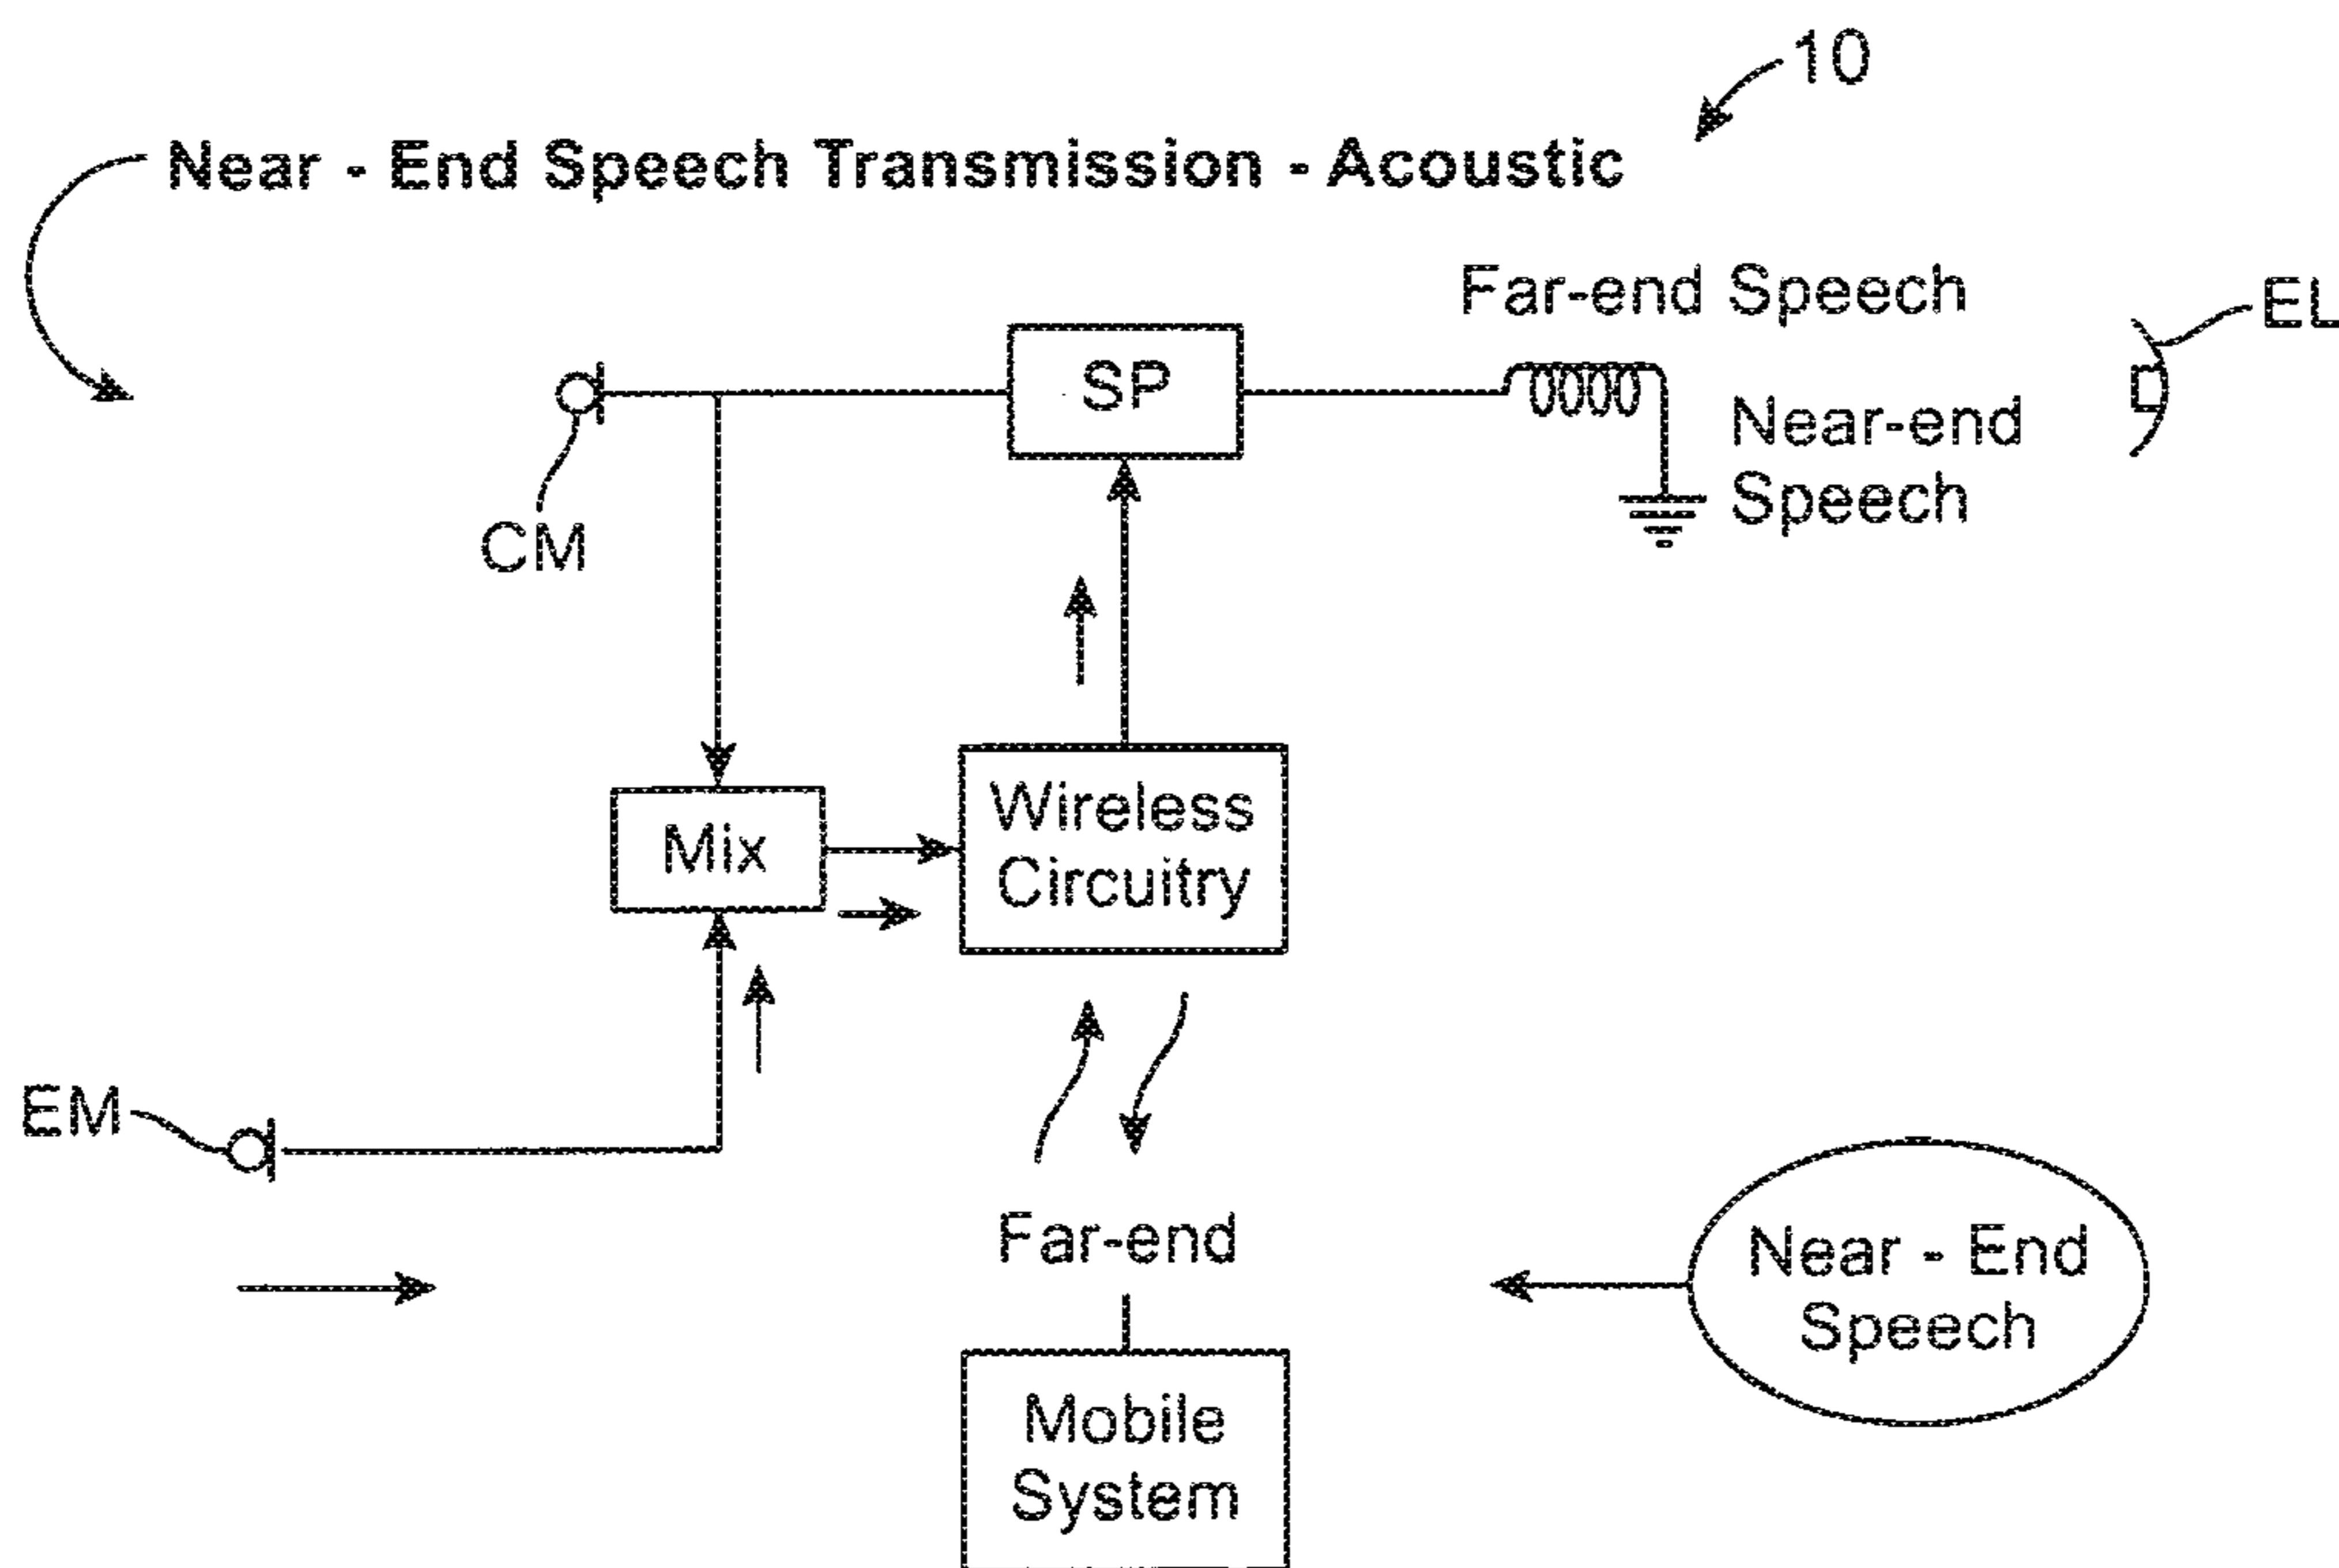 10
Near - End Speech Transmission - Acoustic
Far-end Speech
EL
SP
Near-end
Speech
CM
Wireless
Circuitry
Mix
EM
Far-end
Near - End
Speech
Mobile
System